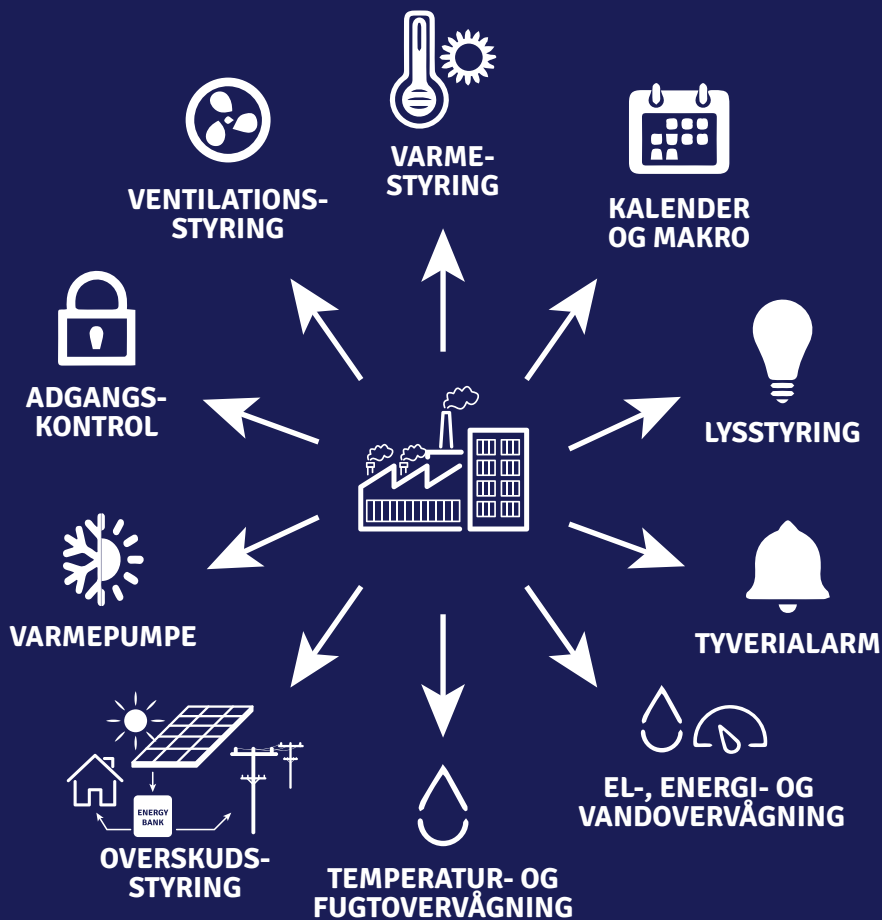 VARME-
STYRING
VENTILATIONS-
STYRING
KALENDER
OG MAKRO
ADGANGS-
KONTROL
LYSSTYRING
VARMEPUMPE
TYVERIALARM
ENERGY
BANK
OVERSKUDS-
STYRING
EL-, ENERGI- OG
VANDOVERVÅGNING
TEMPERATUR- OG
FUGTOVERVÅGNING